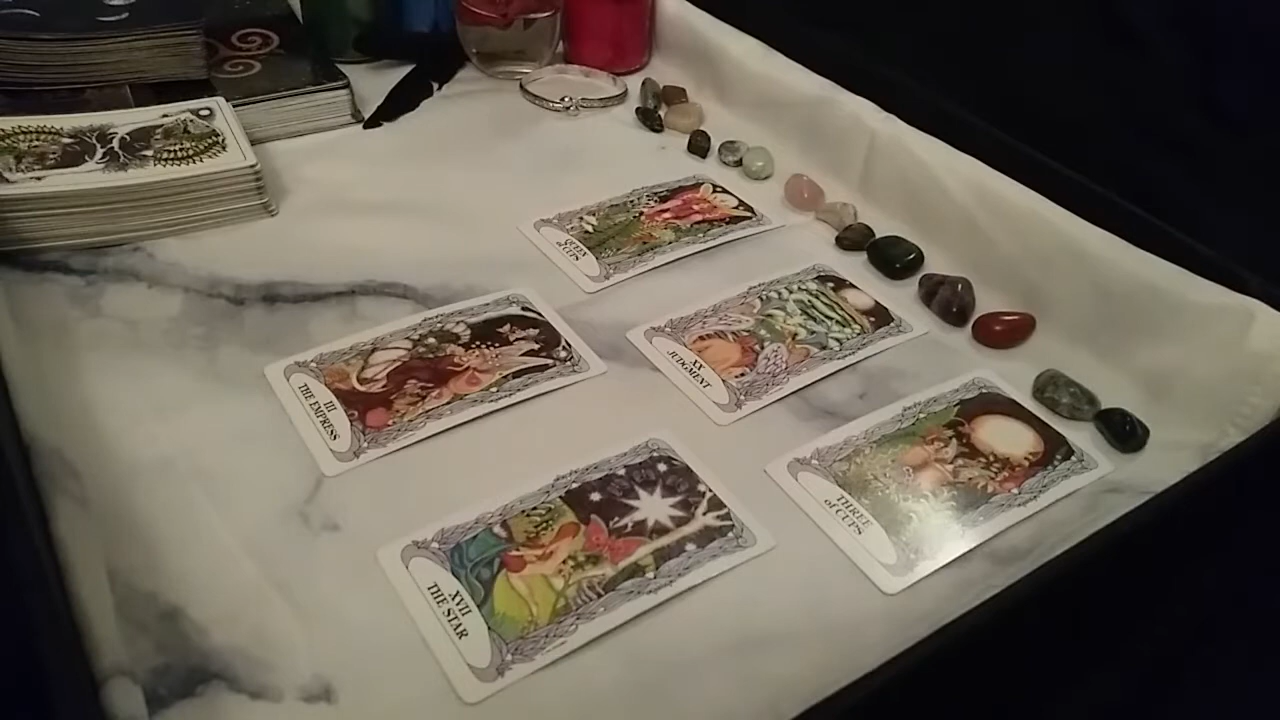 QUEEN
of CUPS
III
THE EMPRESS
XX
JUDGMENT
XVII
THE STAR
THREE
of CUPS